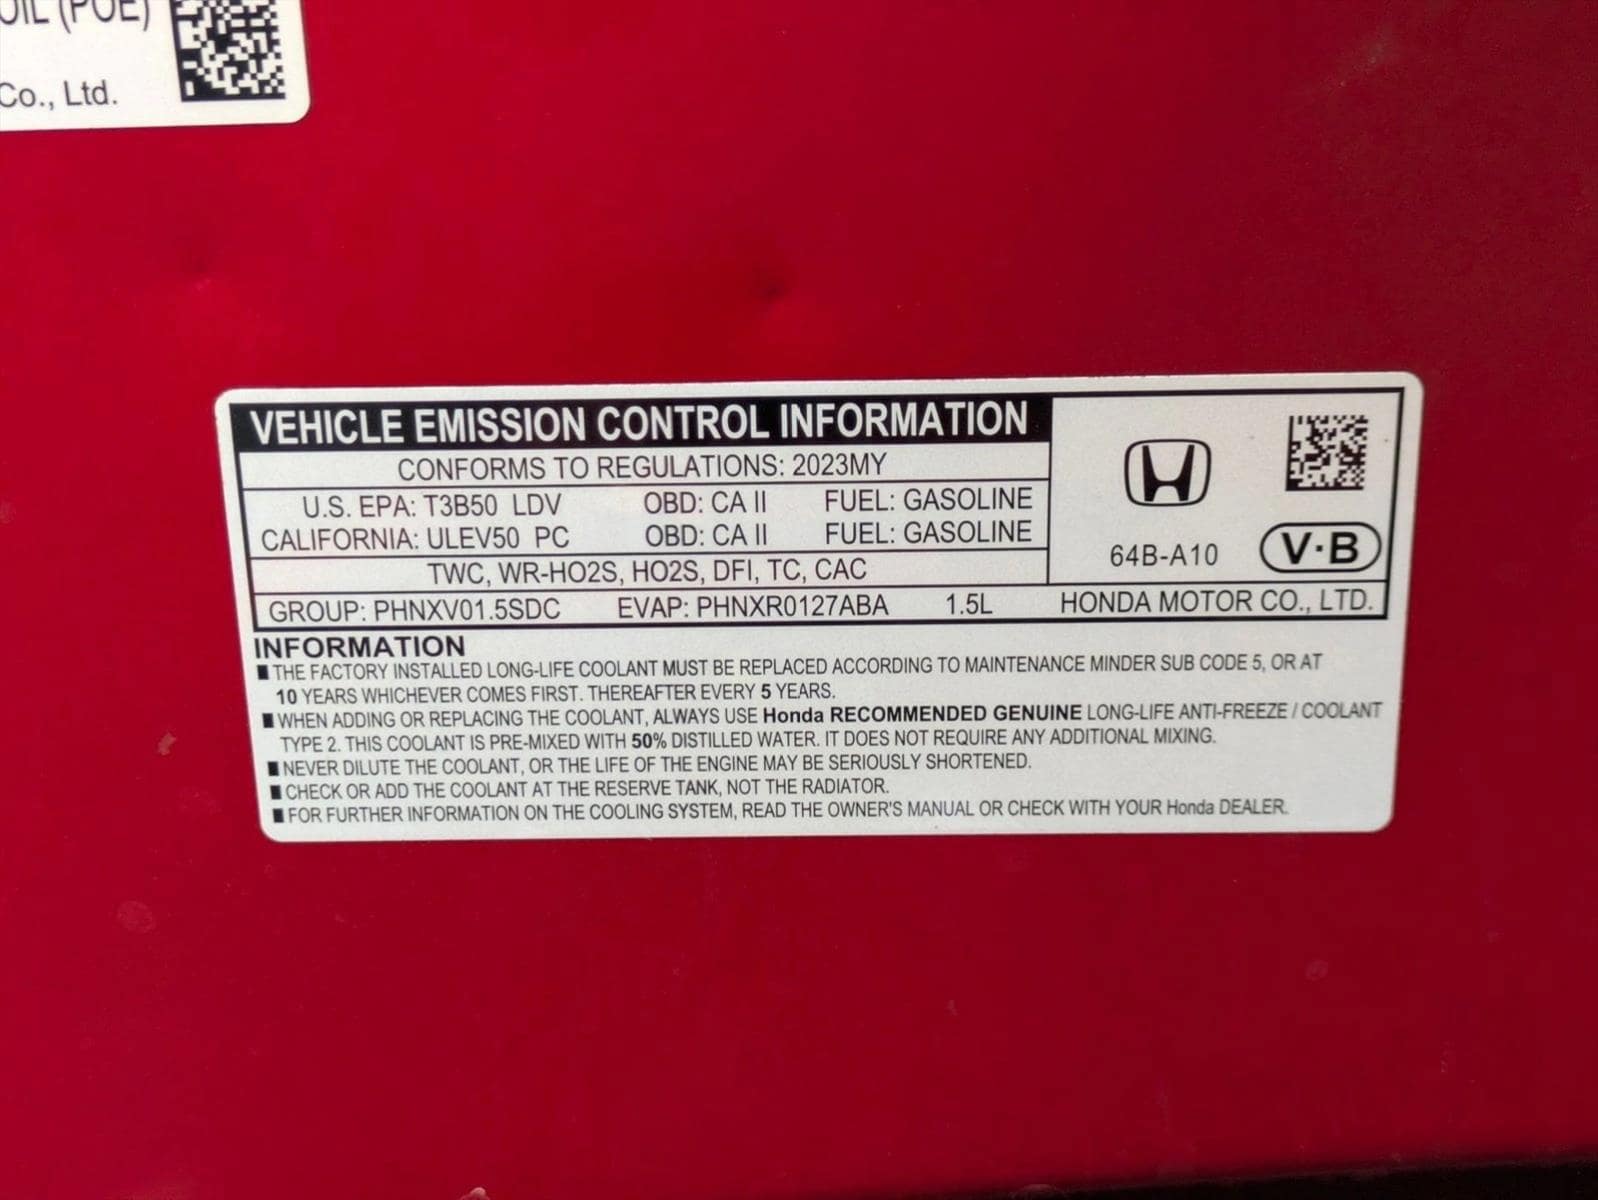 OIL (POE)
Co., Ltd.
VEHICLE EMISSION CONTROL INFORMATION
CONFORMS TO REGULATIONS: 2023MY
U.S. EPA: T3B50 LDV OBD: CA II FUEL: GASOLINE
CALIFORNIA: ULEV50 PC OBD: CA II FUEL: GASOLINE
TWC, WR-HO2S, HO2S, DFI, TC, CAC
64B-A10 V·B
GROUP: PHNXV01.5SDC EVAP: PHNXR0127ABA 1.5L HONDA MOTOR CO., LTD.
INFORMATION
■ THE FACTORY INSTALLED LONG-LIFE COOLANT MUST BE REPLACED ACCORDING TO MAINTENANCE MINDER SUB CODE 5, OR AT
10 YEARS WHICHEVER COMES FIRST. THEREAFTER EVERY 5 YEARS.
■ WHEN ADDING OR REPLACING THE COOLANT, ALWAYS USE Honda RECOMMENDED GENUINE LONG-LIFE ANTI-FREEZE / COOLANT
TYPE 2. THIS COOLANT IS PRE-MIXED WITH 50% DISTILLED WATER. IT DOES NOT REQUIRE ANY ADDITIONAL MIXING.
■ NEVER DILUTE THE COOLANT, OR THE LIFE OF THE ENGINE MAY BE SERIOUSLY SHORTENED.
■ CHECK OR ADD THE COOLANT AT THE RESERVE TANK, NOT THE RADIATOR.
■ FOR FURTHER INFORMATION ON THE COOLING SYSTEM, READ THE OWNER'S MANUAL OR CHECK WITH YOUR Honda DEALER.